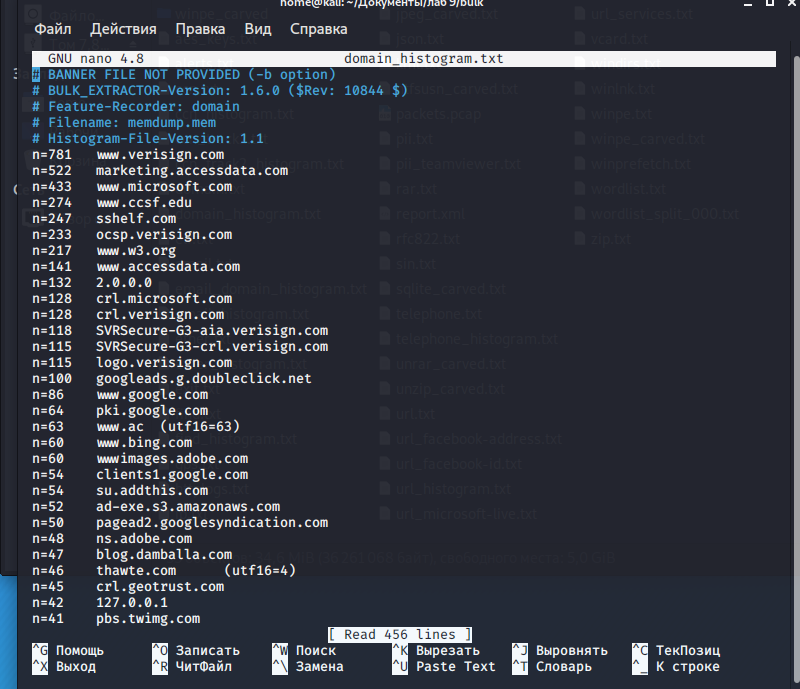 home@kali: ~/Документы/лаб 9/bulk
Файл Действия Правка Вид Справка
GNU nano 4.8 domain_histogram.txt
# BANNER FILE NOT PROVIDED (-b option)
# BULK_EXTRACTOR-Version: 1.6.0 ($Rev: 10844 $)
# Feature-Recorder: domain
# Filename: memdump.mem
# Histogram-File-Version: 1.1
n=781 www.verisign.com
n=522 marketing.accessdata.com
n=433 www.microsoft.com
n=274 www.ccsf.edu
n=247 sshelf.com
n=233 ocsp.verisign.com
n=217 www.w3.org
n=141 www.accessdata.com
n=132 2.0.0.0
n=128 crl.microsoft.com
n=128 crl.verisign.com
n=118 SVRSecure-G3-aia.verisign.com
n=115 SVRSecure-G3-crl.verisign.com
n=115 logo.verisign.com
n=100 googleads.g.doubleclick.net
n=86 www.google.com
n=64 pki.google.com
n=63 www.ac (utf16=63)
n=60 www.bing.com
n=60 wwwimages.adobe.com
n=54 clients1.google.com
n=54 su.addthis.com
n=52 ad-exe.s3.amazonaws.com
n=50 pagead2.googlesyndication.com
n=48 ns.adobe.com
n=47 blog.damballa.com
n=46 thawte.com (utf16=4)
n=45 crl.geotrust.com
n=42 127.0.0.1
n=41 pbs.twimg.com
[ Read 456 lines ]
^G Помощь ^O Записать ^W Поиск ^K Вырезать ^J Выровнять ^C ТекПозиц
^X Выход ^R ЧитФайл ^\ Замена ^U Paste Text ^T Словарь ^_ К строке